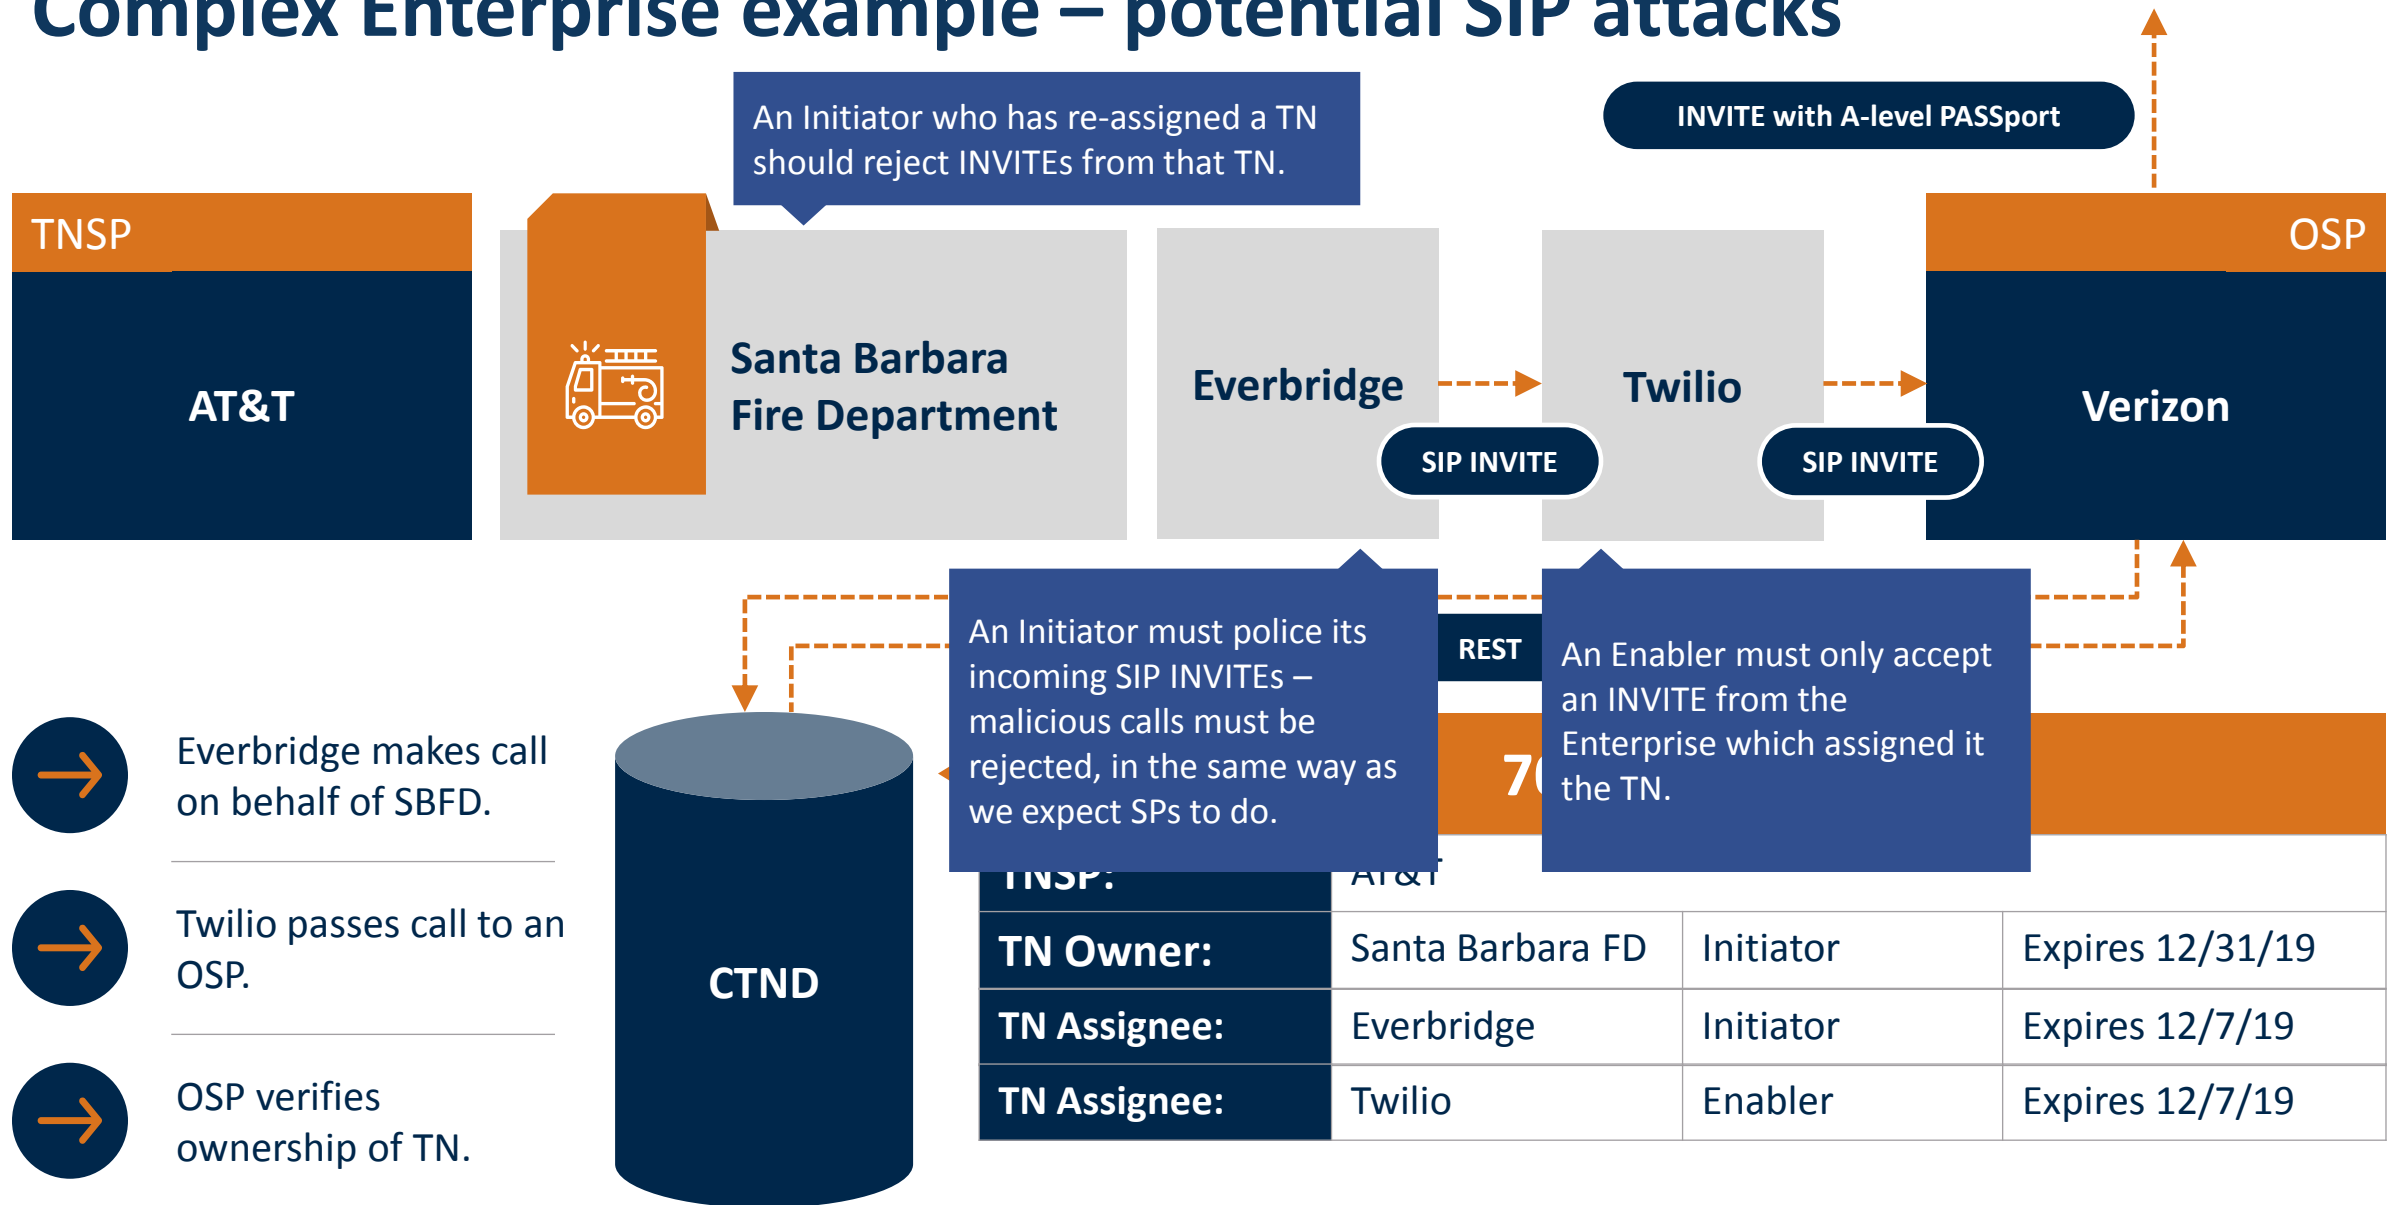 Complex Enterprise example – potential SIP attacks
An Initiator who has re-assigned a TN
should reject INVITEs from that TN.
INVITE with A-level PASSport
TNSP
OSP
AT&T
Santa Barbara
Fire Department
Everbridge
Twilio
Verizon
SIP INVITE
SIP INVITE
An Initiator must police its
incoming SIP INVITEs –
malicious calls must be
rejected, in the same way as
we expect SPs to do.
REST
An Enabler must only accept
an INVITE from the
Enterprise which assigned it
the TN.
Everbridge makes call
on behalf of SBFD.
Twilio passes call to an
OSP.
OSP verifies
ownership of TN.
CTND
TNSP: AT&T
TN Owner: Santa Barbara FD Initiator Expires 12/31/19
TN Assignee: Everbridge Initiator Expires 12/7/19
TN Assignee: Twilio Enabler Expires 12/7/19